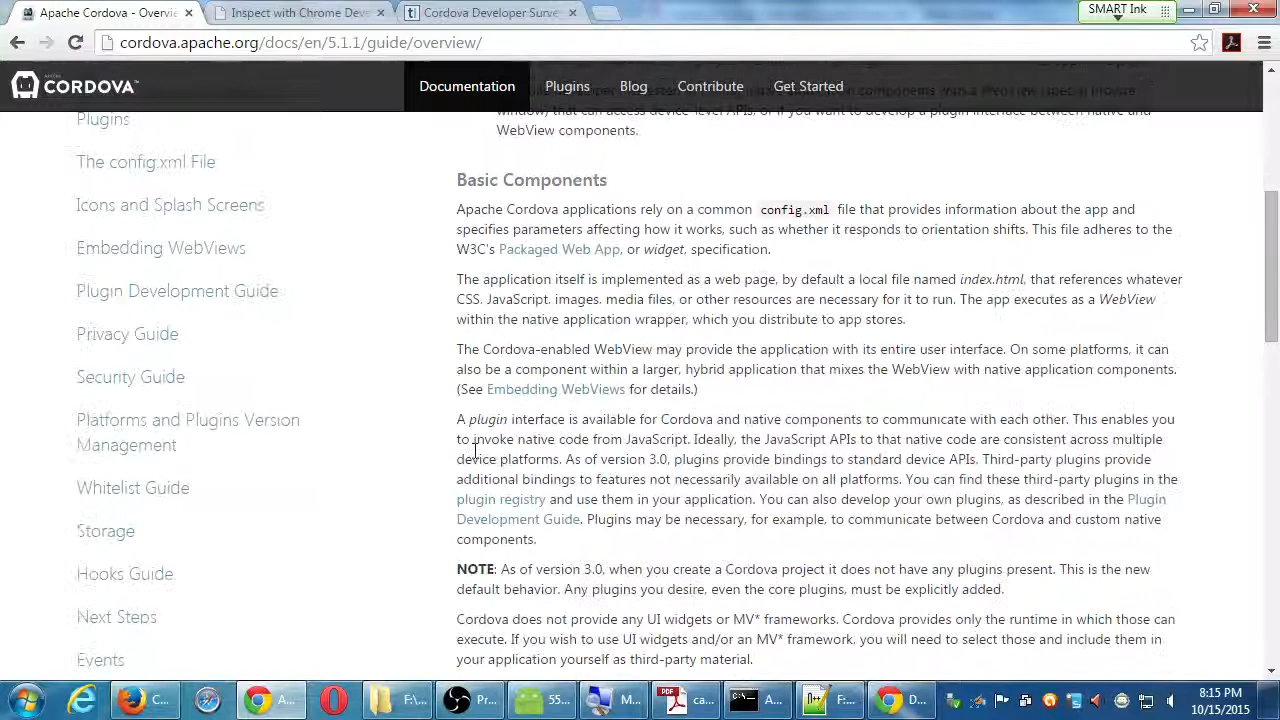 Apache Cordova - Overvie
Inspect with Chrome Dev
Cordova Developer Surve
SMART Ink
cordova.apache.org/docs/en/5.1.1/guide/overview/
APACHE
CORDOVA™
Documentation
Plugins
Blog
Contribute
Get Started
window) that can access device-level APIs, or if you want to develop a plugin interface between native and
WebView components.
Plugins
The config.xml File
Icons and Splash Screens
Embedding WebViews
Plugin Development Guide
Privacy Guide
Security Guide
Platforms and Plugins Version
Management
Whitelist Guide
Storage
Hooks Guide
Next Steps
Events
Basic Components
Apache Cordova applications rely on a common config.xml file that provides information about the app and
specifies parameters affecting how it works, such as whether it responds to orientation shifts. This file adheres to the
W3C's Packaged Web App, or widget, specification.
The application itself is implemented as a web page, by default a local file named index.html, that references whatever
CSS, JavaScript, images, media files, or other resources are necessary for it to run. The app executes as a WebView
within the native application wrapper, which you distribute to app stores.
The Cordova-enabled WebView may provide the application with its entire user interface. On some platforms, it can
also be a component within a larger, hybrid application that mixes the WebView with native application components.
(See Embedding WebViews for details.)
A plugin interface is available for Cordova and native components to communicate with each other. This enables you
to invoke native code from JavaScript. Ideally, the JavaScript APIs to that native code are consistent across multiple
device platforms. As of version 3.0, plugins provide bindings to standard device APIs. Third-party plugins provide
additional bindings to features not necessarily available on all platforms. You can find these third-party plugins in the
plugin registry and use them in your application. You can also develop your own plugins, as described in the Plugin
Development Guide. Plugins may be necessary, for example, to communicate between Cordova and custom native
components.
NOTE: As of version 3.0, when you create a Cordova project it does not have any plugins present. This is the new
default behavior. Any plugins you desire, even the core plugins, must be explicitly added.
Cordova does not provide any UI widgets or MV* frameworks. Cordova provides only the runtime in which those can
execute. If you wish to use UI widgets and/or an MV* framework, you will need to select those and include them in
your application yourself as third-party material.
C...
A...
F:\...
Pr...
55...
M...
PDF
ca...
A...
F:...
D...
8:15 PM
10/15/2015